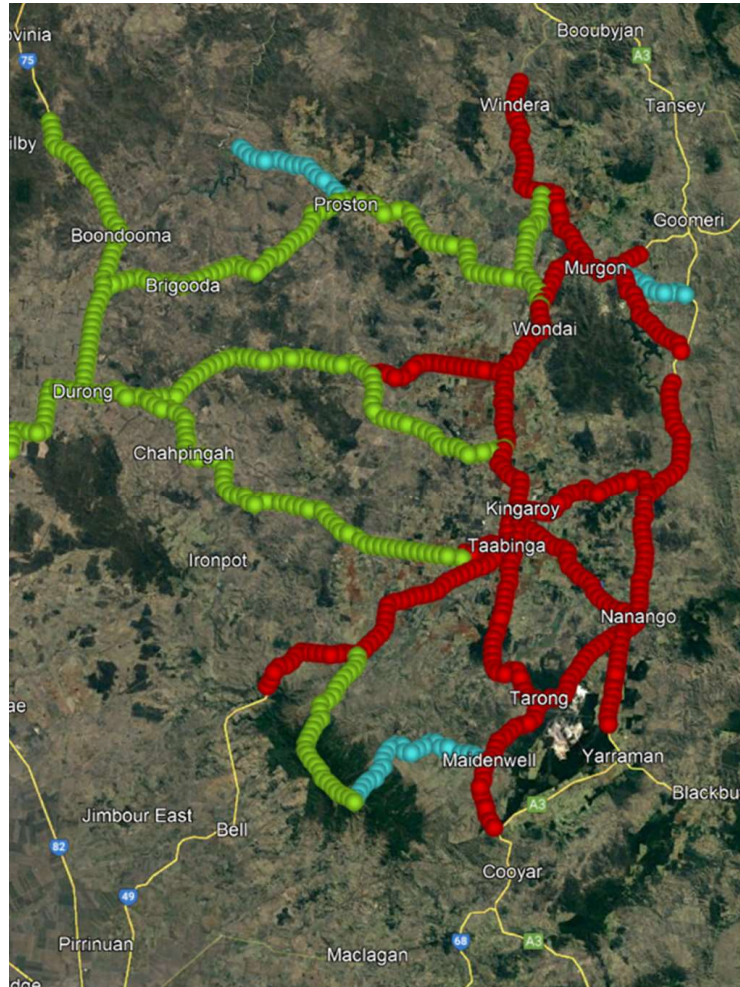 Booubyjan
ovinia
75
A3
Windera
Tansey
ilby
Proston
Goomeri
Boondooma
Murgon
Brigooda
Wondai
Durong
Chahpingah
Kingaroy
Taabinga
Ironpot
Nanango
Tarong
ae
Maidenwell
Yarraman
Blackbu
A3
Jimbour East
Bell
82
Cooyar
49
Pirrinuan
68
A3
Maclagan
dge